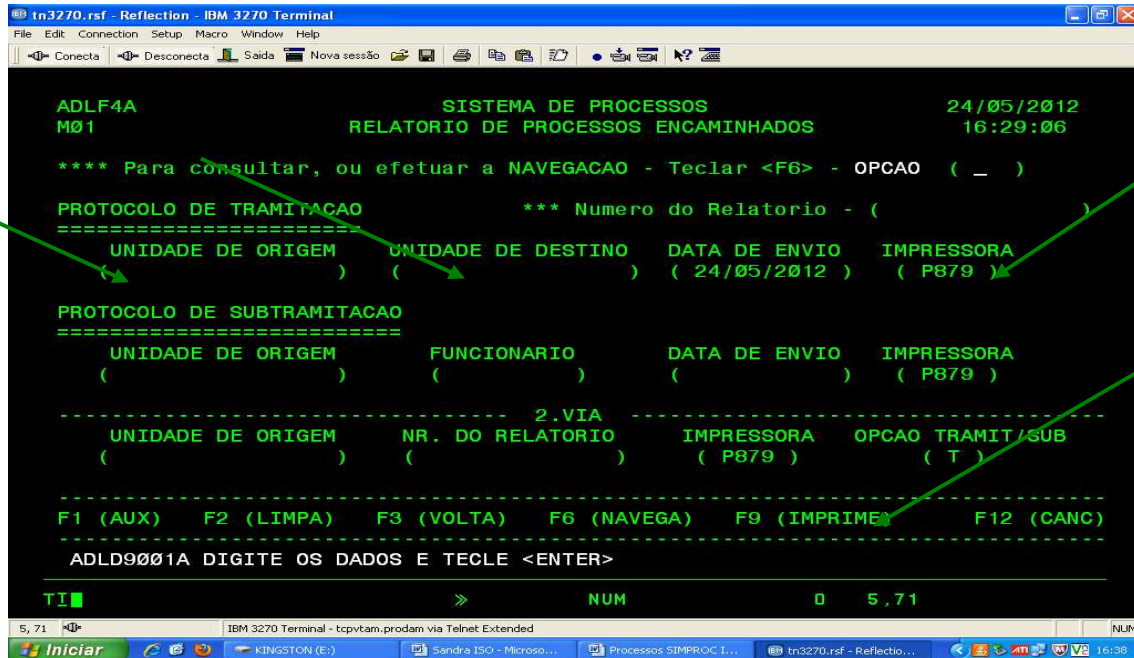 tn3270.rsf - Reflection - IBM 3270 Terminal
File Edit Connection Setup Macro Window Help
Conecta Desconecta Saida Nova sessão
ADLF4A SISTEMA DE PROCESSOS 24/05/2012
M01 RELATORIO DE PROCESSOS ENCAMINHADOS 16:29:06
**** Para consultar, ou efetuar a NAVEGACAO - Teclar <F6> - OPCAO ( _ )
PROTOCOLO DE TRAMITACAO *** Numero do Relatorio - ( )
=======================
UNIDADE DE ORIGEM UNIDADE DE DESTINO DATA DE ENVIO IMPRESSORA
( ) ( ) ( 24/05/2012 ) ( P879 )
PROTOCOLO DE SUBTRAMITACAO
==========================
UNIDADE DE ORIGEM FUNCIONARIO DATA DE ENVIO IMPRESSORA
( ) ( ) ( ) ( P879 )
---------------------------------- 2.VIA ------------------------------------
UNIDADE DE ORIGEM NR. DO RELATORIO IMPRESSORA OPCAO TRAMIT/SUB
( ) ( ) ( P879 ) ( T )
-------------------------------------------------------------------------------
F1 (AUX) F2 (LIMPA) F3 (VOLTA) F6 (NAVEGA) F9 (IMPRIME) F12 (CANC)
-------------------------------------------------------------------------------
ADLD9001A DIGITE OS DADOS E TECLE <ENTER>
TI » NUM 5,71
5, 71 IBM 3270 Terminal - tcpvtam.prodam via Telnet Extended NUM
Iniciar KINGSTON (E:) Sandra ISO - Microso... Processos SIMPROC I... tn3270.rsf - Reflectio... 16:38